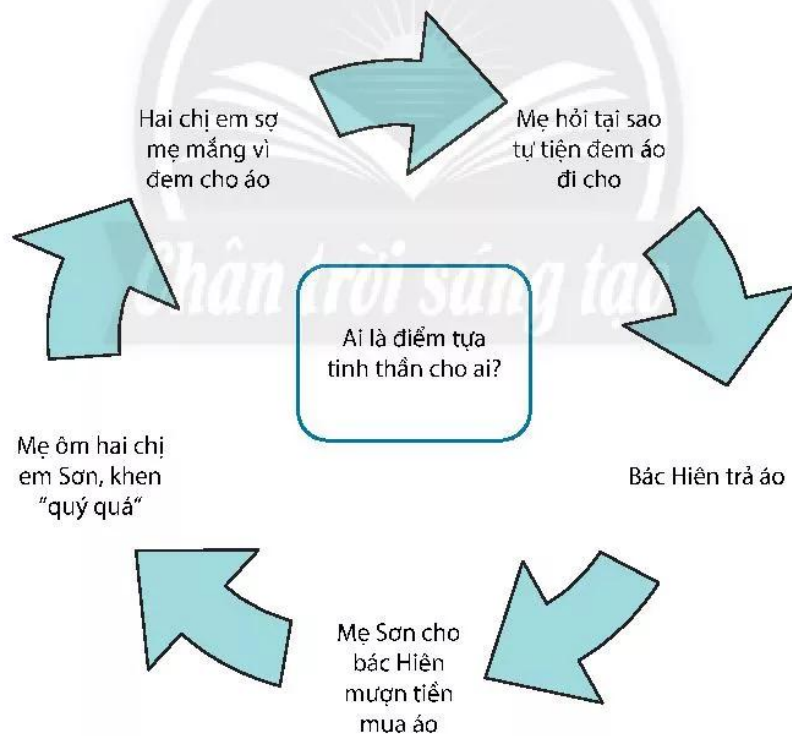 Hai chị em sợ
mẹ mắng vì
đem cho áo
Mẹ hỏi tại sao
tự tiện đem áo
đi cho
Chân trời sáng tạo
Ai là điểm tựa
tinh thần cho ai?
Mẹ ôm hai chị
em Sơn, khen
“quý quá“
Bác Hiên trả áo
Mẹ Sơn cho
bác Hiên
mượn tiền
mua áo